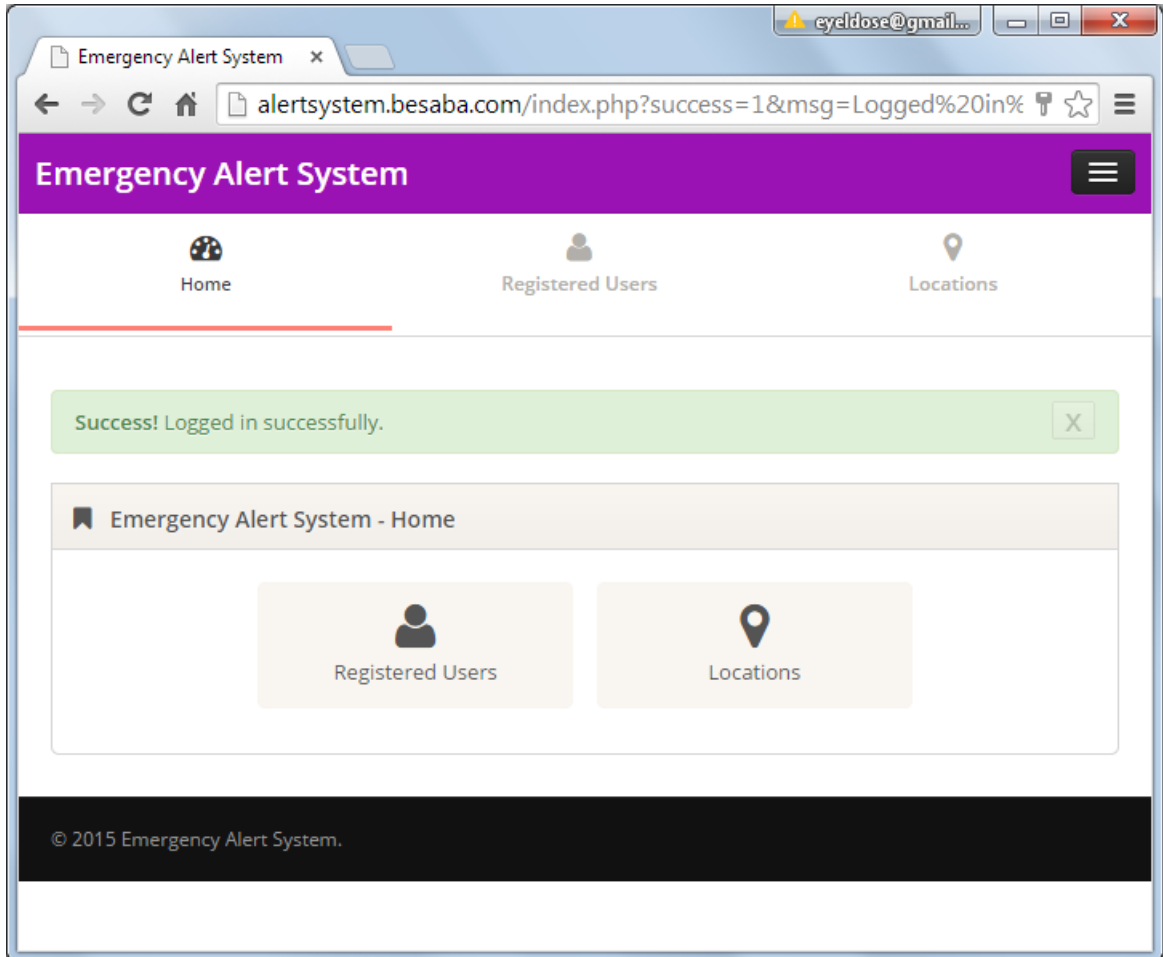 eyeldose@gmail...
Emergency Alert System
alertsystem.besaba.com/index.php?success=1&msg=Logged%20in%
Emergency Alert System
Home
Registered Users
Locations
Success! Logged in successfully.
X
Emergency Alert System - Home
Registered Users
Locations
© 2015 Emergency Alert System.